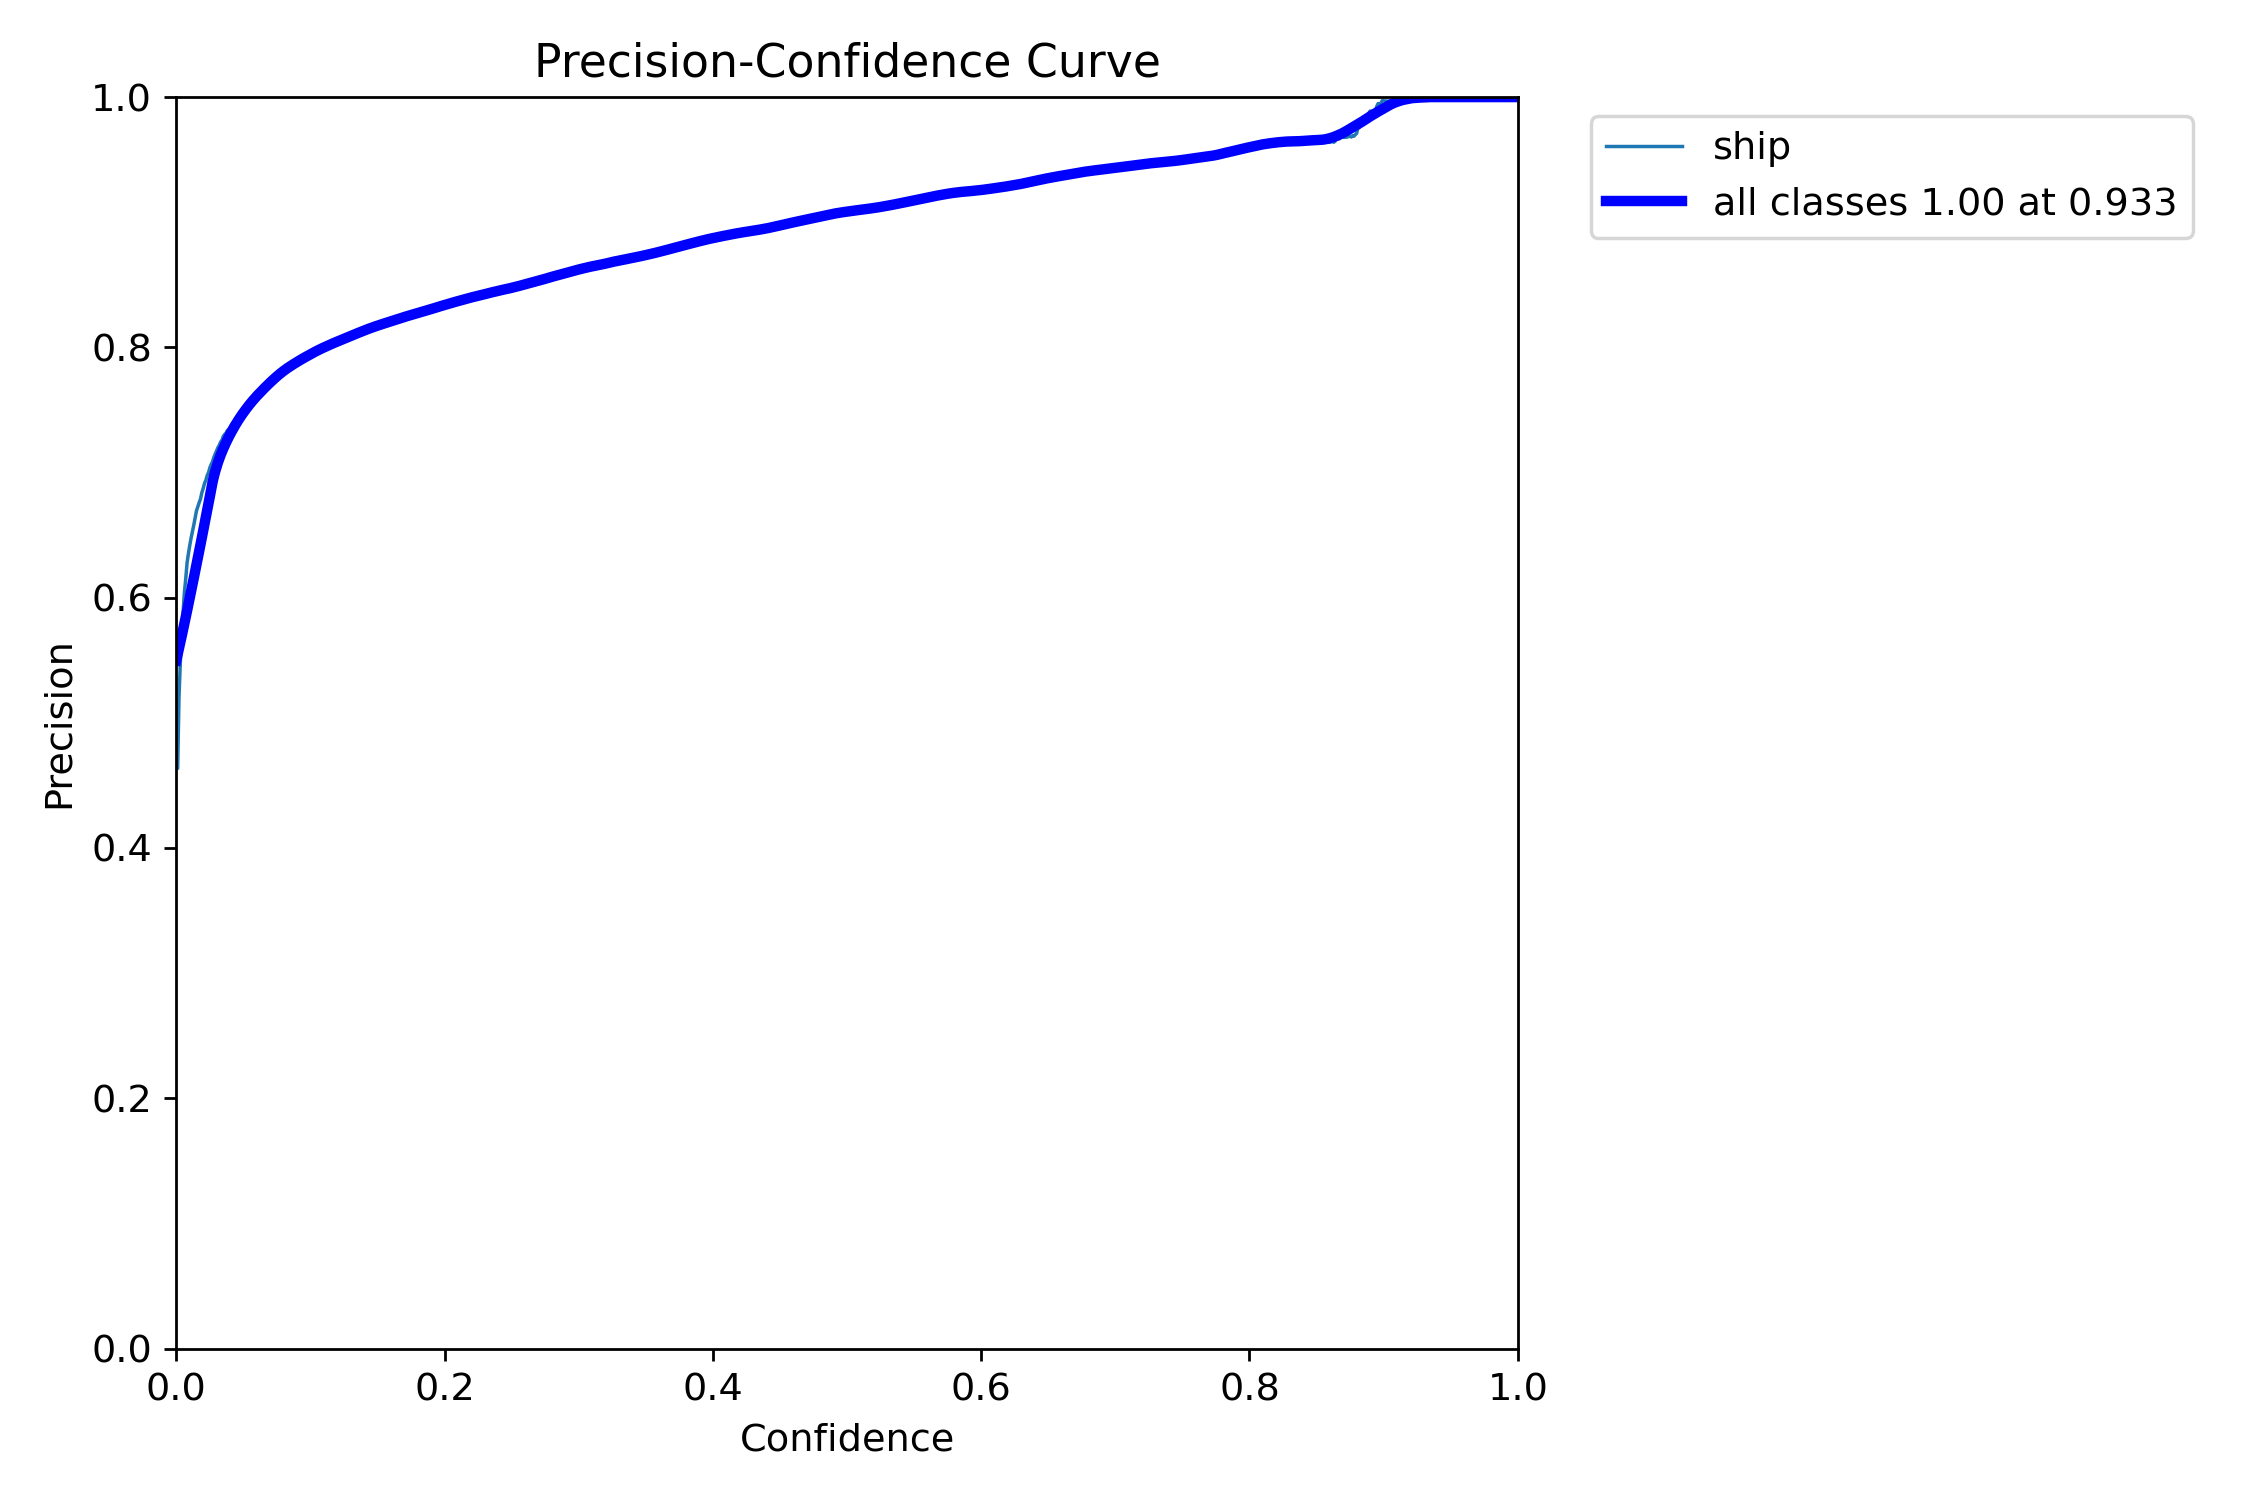 Precision-Confidence Curve
1.0
0.8
0.6
0.4
0.2
0.0
Precision
0.0 0.2 0.4 0.6 0.8 1.0
Confidence
ship
all classes 1.00 at 0.933